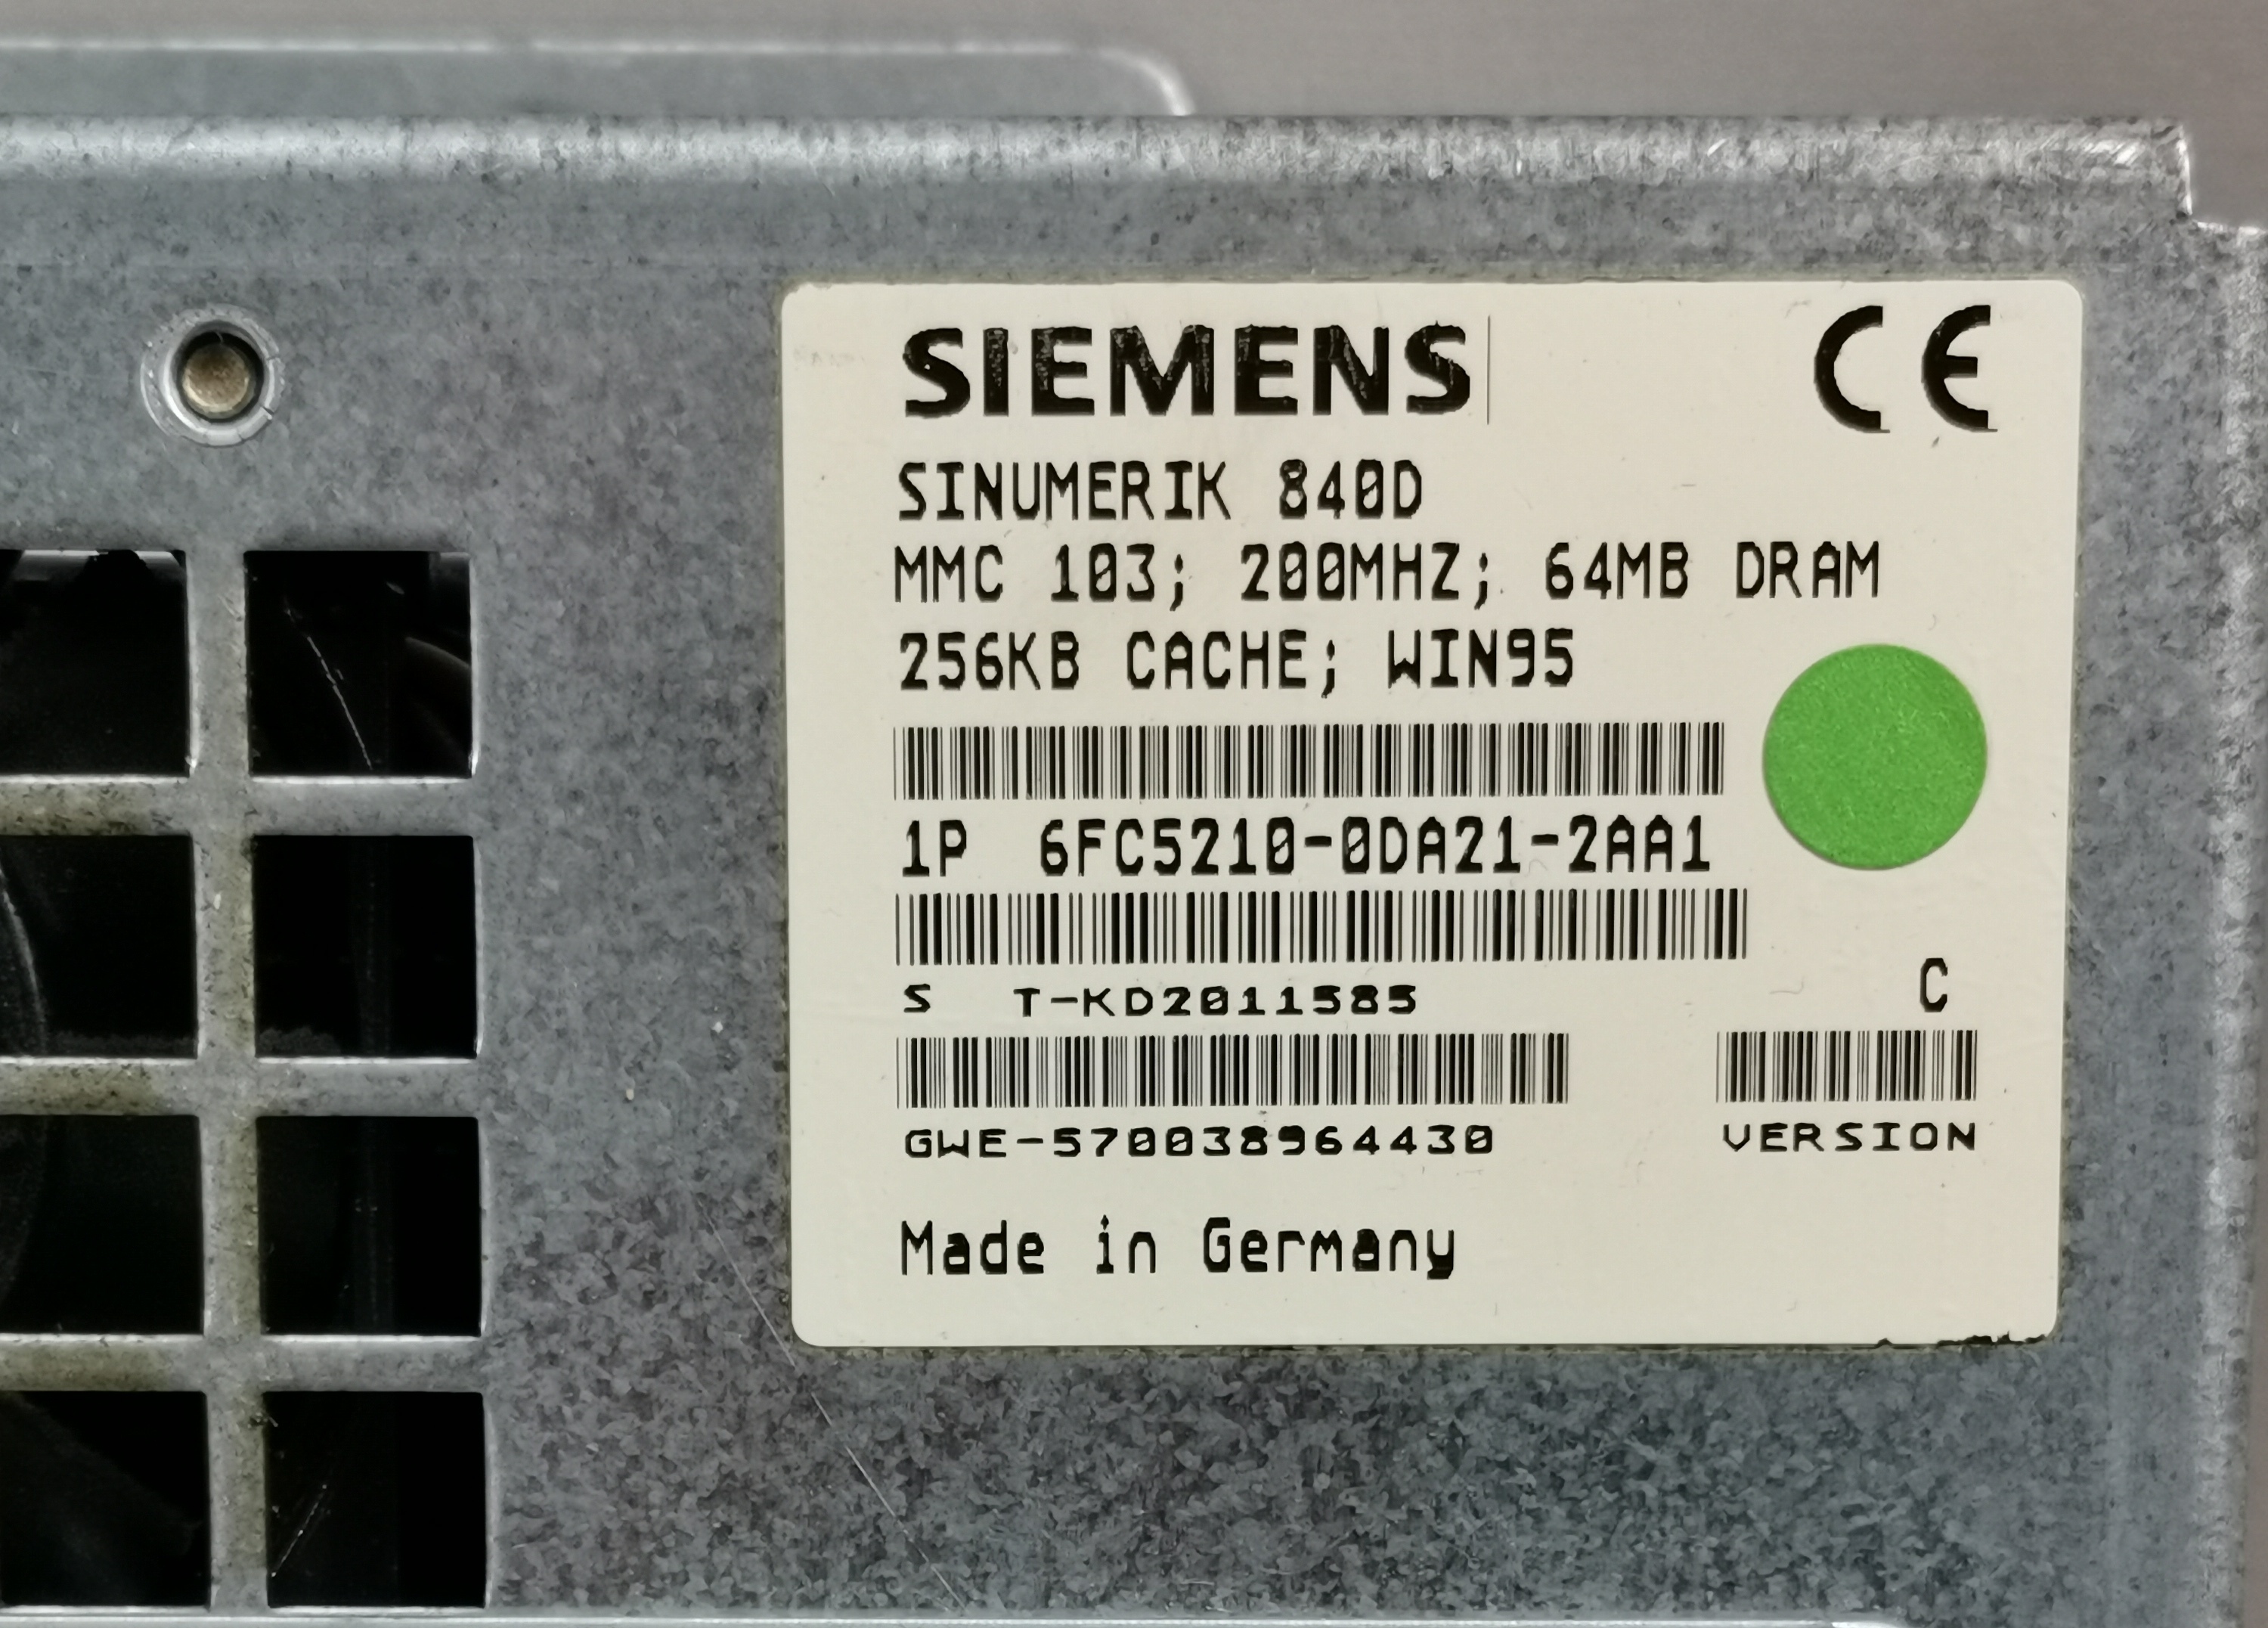 SIEMENS CE
SINUMERIK 840D
MMC 103; 200MHZ; 64MB DRAM
256KB CACHE; WIN95
1P 6FC5210-0DA21-2AA1
S T-KD2011585
C
GWE-570038964430
VERSION
Made in Germany